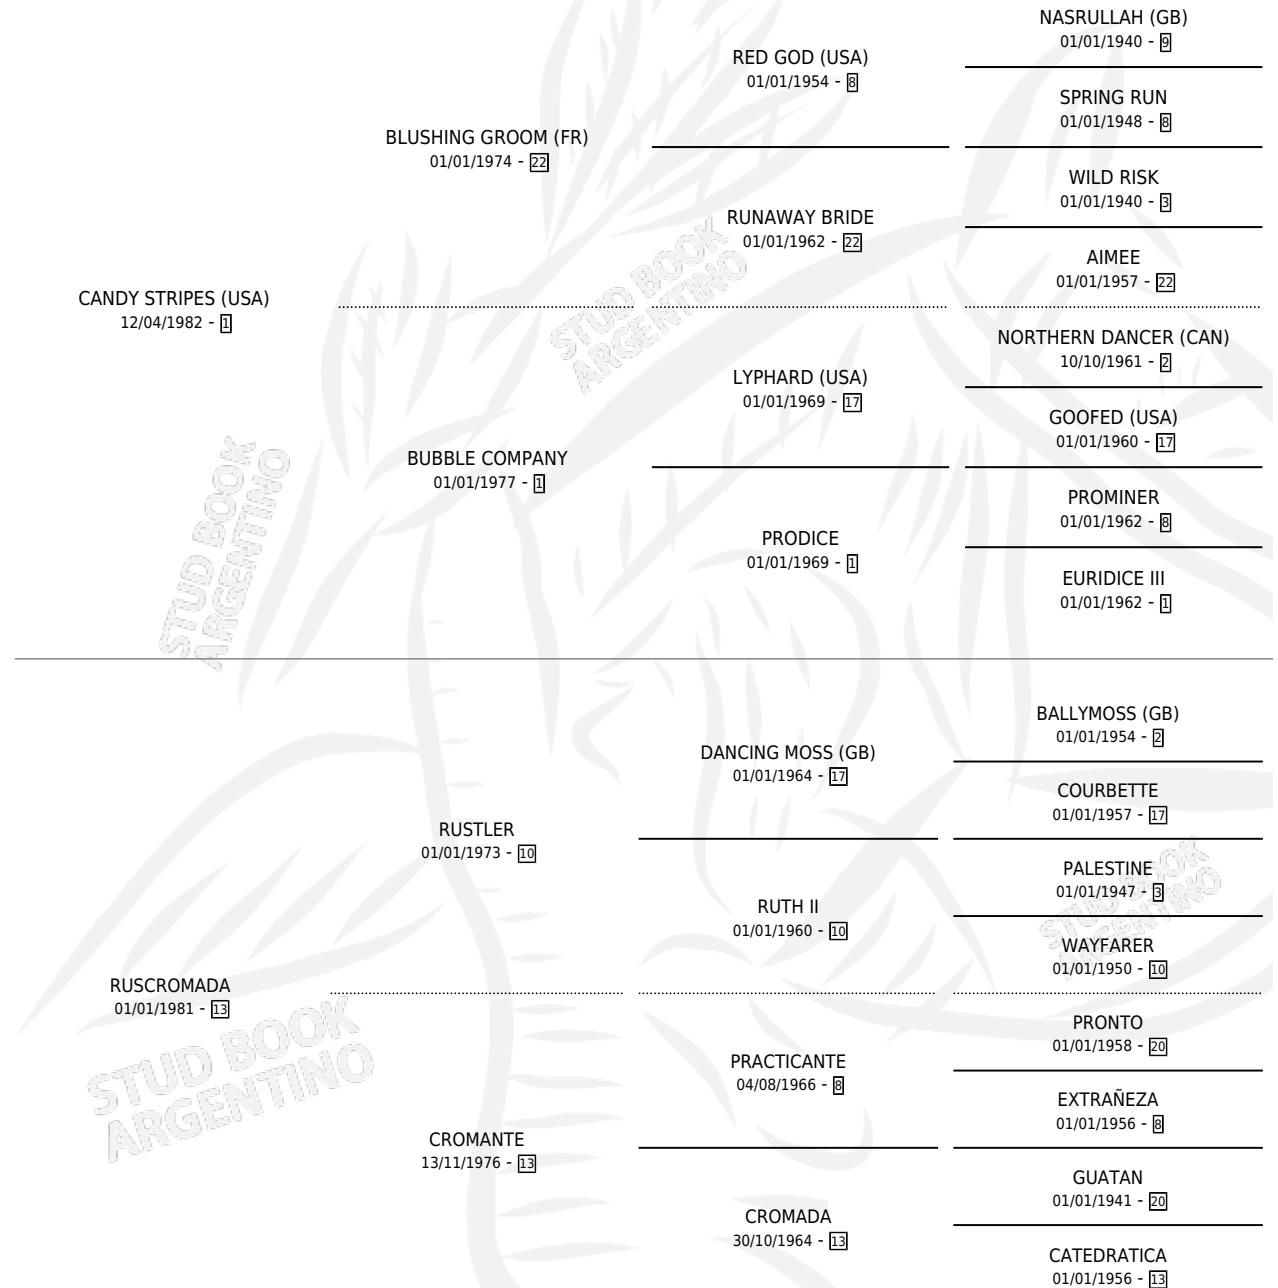 NASRULLAH (GB)
01/01/1940 - 9
RED GOD (USA)
01/01/1954 - 8
SPRING RUN
01/01/1948 - 8
BLUSHING GROOM (FR)
01/01/1974 - 22
WILD RISK
01/01/1940 - 3
RUNAWAY BRIDE
01/01/1962 - 22
AIMEE
01/01/1957 - 22
CANDY STRIPES (USA)
12/04/1982 - 1
NORTHERN DANCER (CAN)
10/10/1961 - 2
LYPHARD (USA)
01/01/1969 - 17
GOOFED (USA)
01/01/1960 - 17
BUBBLE COMPANY
01/01/1977 - 1
PROMINER
01/01/1962 - 8
PRODICE
01/01/1969 - 1
EURIDICE III
01/01/1962 - 1
BALLYMOSS (GB)
01/01/1954 - 2
DANCING MOSS (GB)
01/01/1964 - 17
COURBETTE
01/01/1957 - 17
RUSTLER
01/01/1973 - 10
PALESTINE
01/01/1947 - 3
RUTH II
01/01/1960 - 10
WAYFARER
01/01/1950 - 10
RUSCROMADA
01/01/1981 - 13
PRONTO
01/01/1958 - 20
PRACTICANTE
04/08/1966 - 8
EXTRAÑEZA
01/01/1956 - 8
CROMANTE
13/11/1976 - 13
GUATAN
01/01/1941 - 20
CROMADA
30/10/1964 - 13
CATEDRATICA
01/01/1956 - 13
STUD BOOK
ARGENTINO
STUD BOOK
ARGENTINO
STUD BOOK
ARGENTINO
STUD BOOK
ARGENTINO